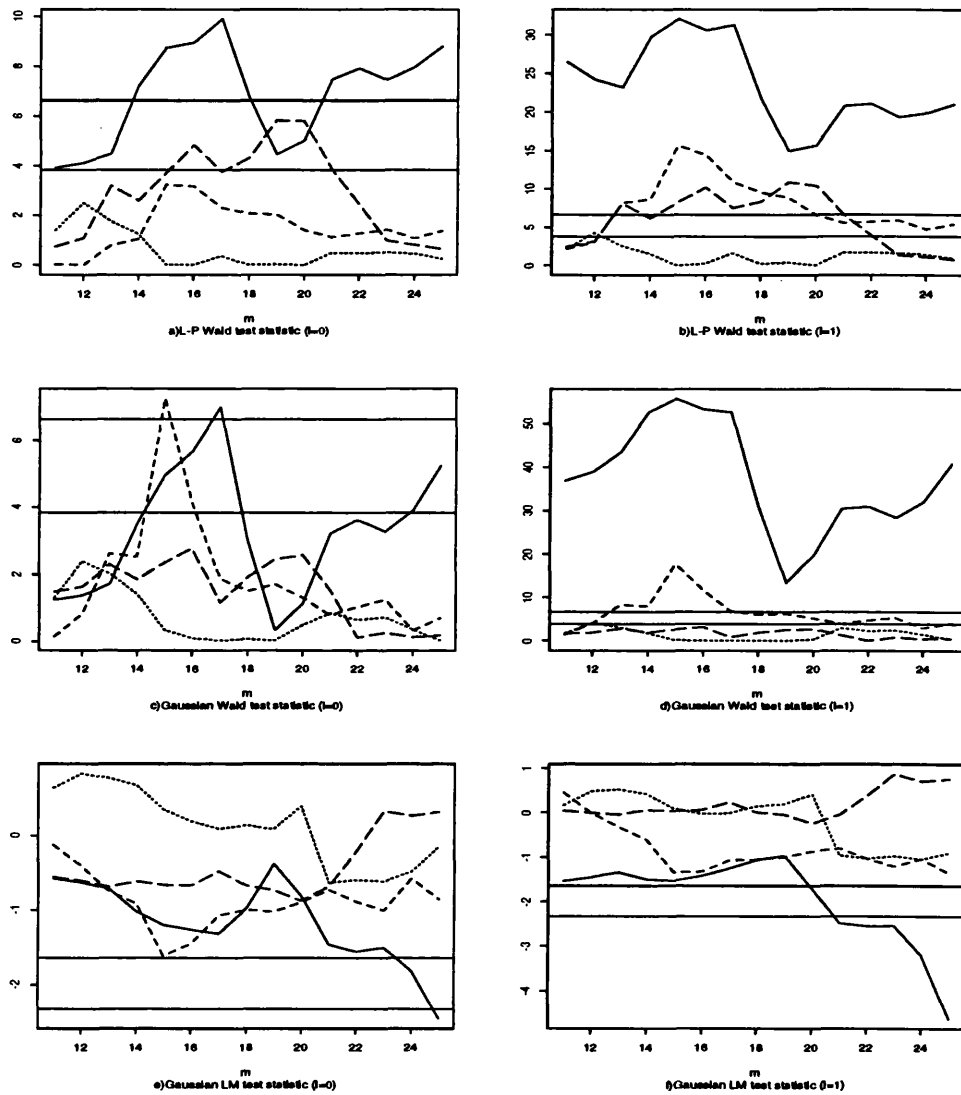 0 2 4 6 8 10
12 14 16 18 20 22 24
m
a)L-P Wald test statistic (l=0)
0 5 10 15 20 25 30
12 14 16 18 20 22 24
m
b)L-P Wald test statistic (l=1)
0 2 4 6
12 14 16 18 20 22 24
m
c)Gaussian Wald test statistic (l=0)
0 10 20 30 40 50
12 14 16 18 20 22 24
m
d)Gaussian Wald test statistic (l=1)
-2 -1 0
12 14 16 18 20 22 24
m
e)Gaussian LM test statistic (l=0)
-4 -3 -2 -1 0 1
12 14 16 18 20 22 24
m
f)Gaussian LM test statistic (l=1)